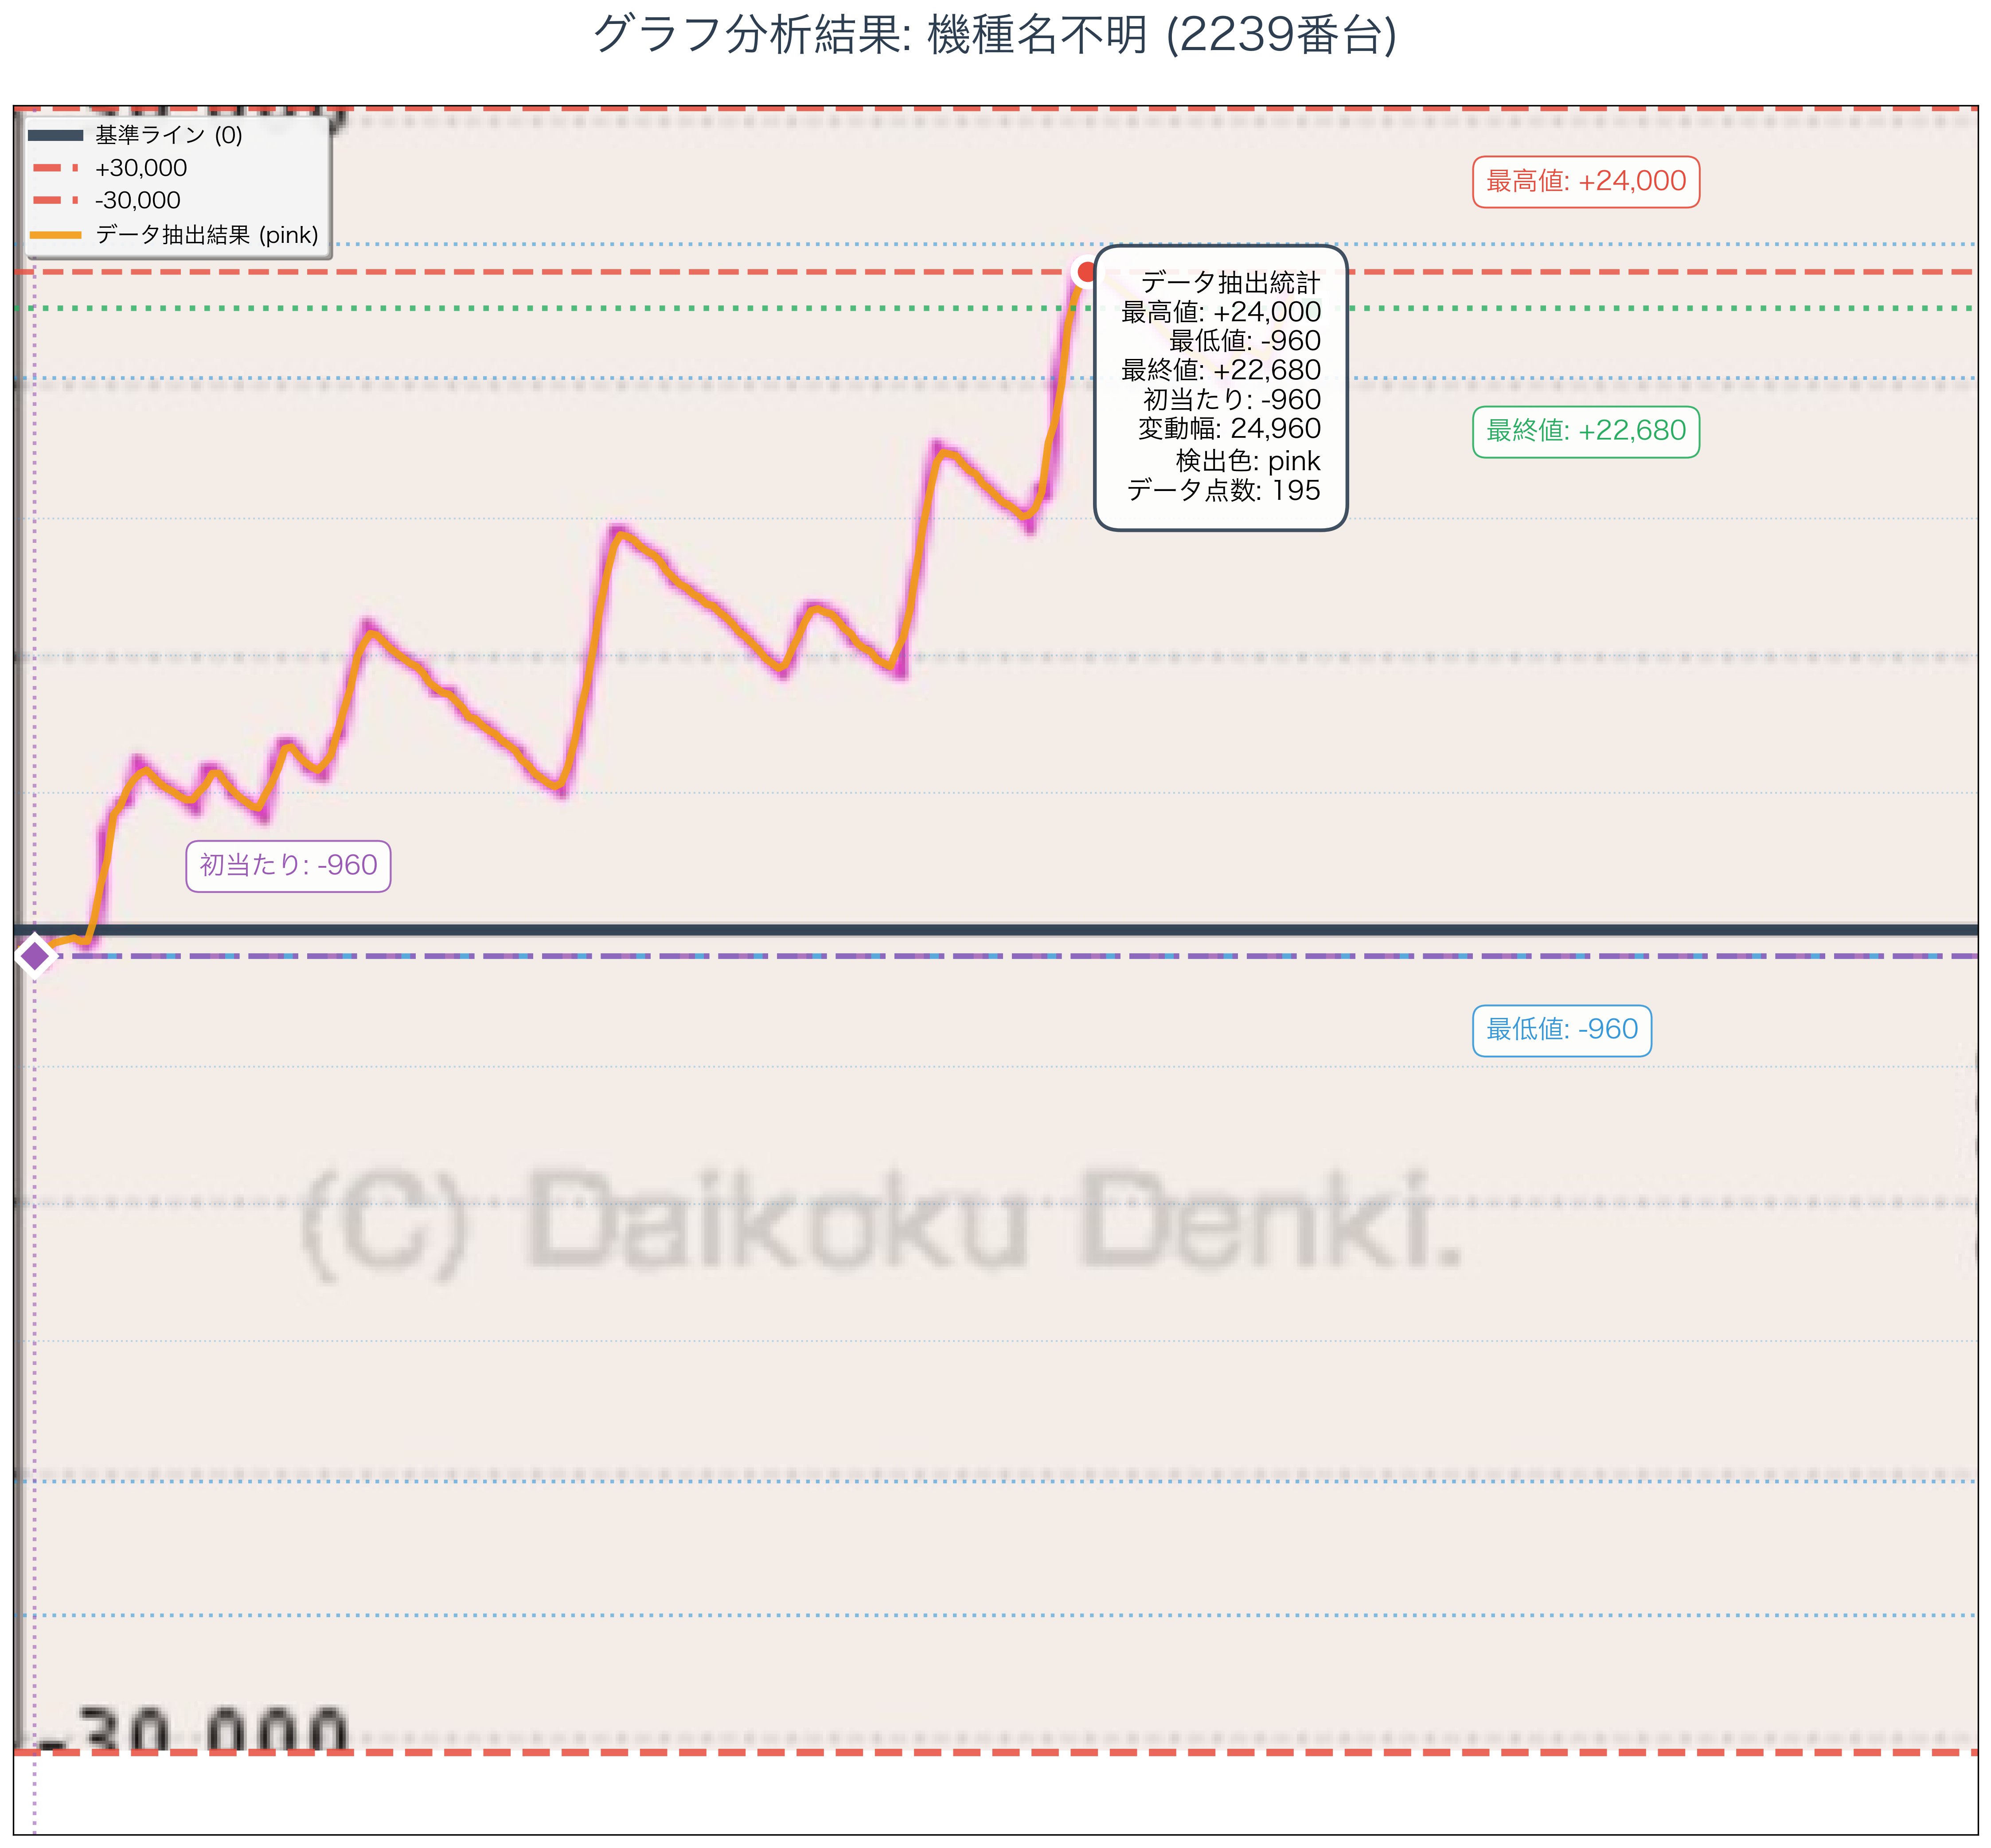 グラフ分析結果: 機種名不明 (2239番台)
基準ライン (0)
+30,000
-30,000
データ抽出結果 (pink)
最高値: +24,000
データ抽出統計
最高値: +24,000
最低値: -960
最終値: +22,680
初当たり: -960
変動幅: 24,960
検出色: pink
データ点数: 195
最終値: +22,680
初当たり: -960
最低値: -960
(C) Daikoku Denki.
-30,000